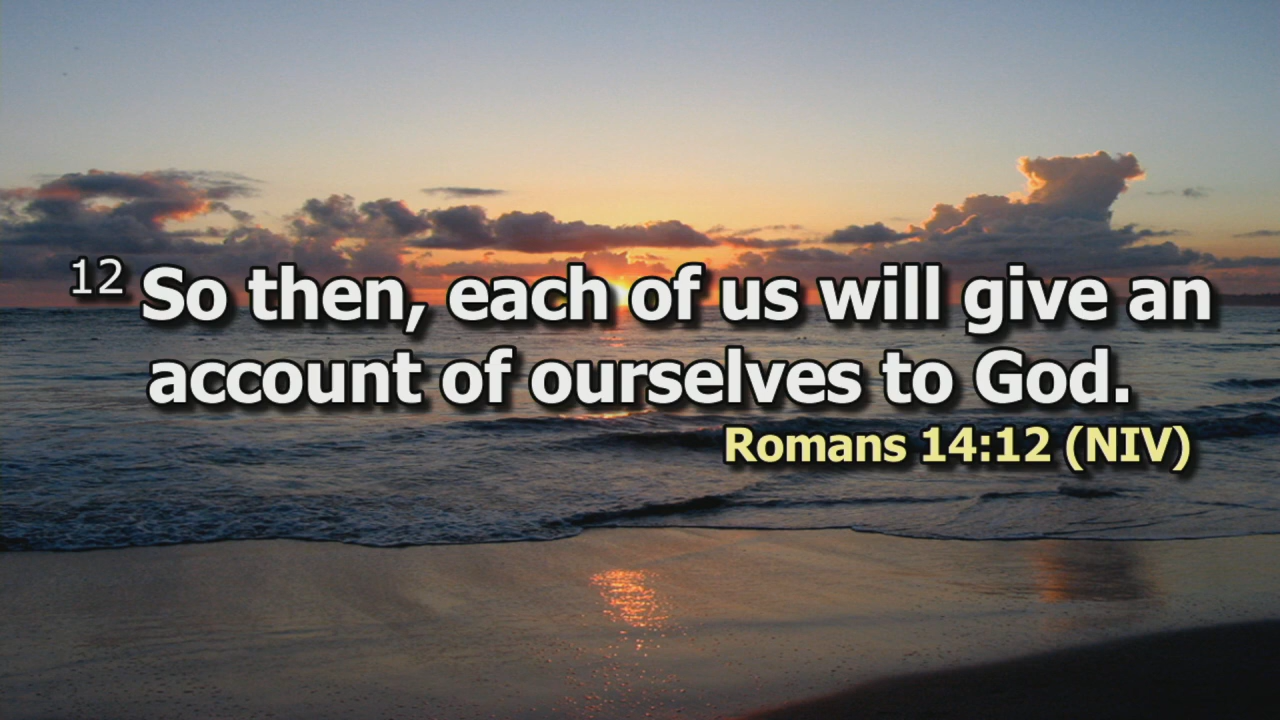 12 So then, each of us will give an
account of ourselves to God.
Romans 14:12 (NIV)